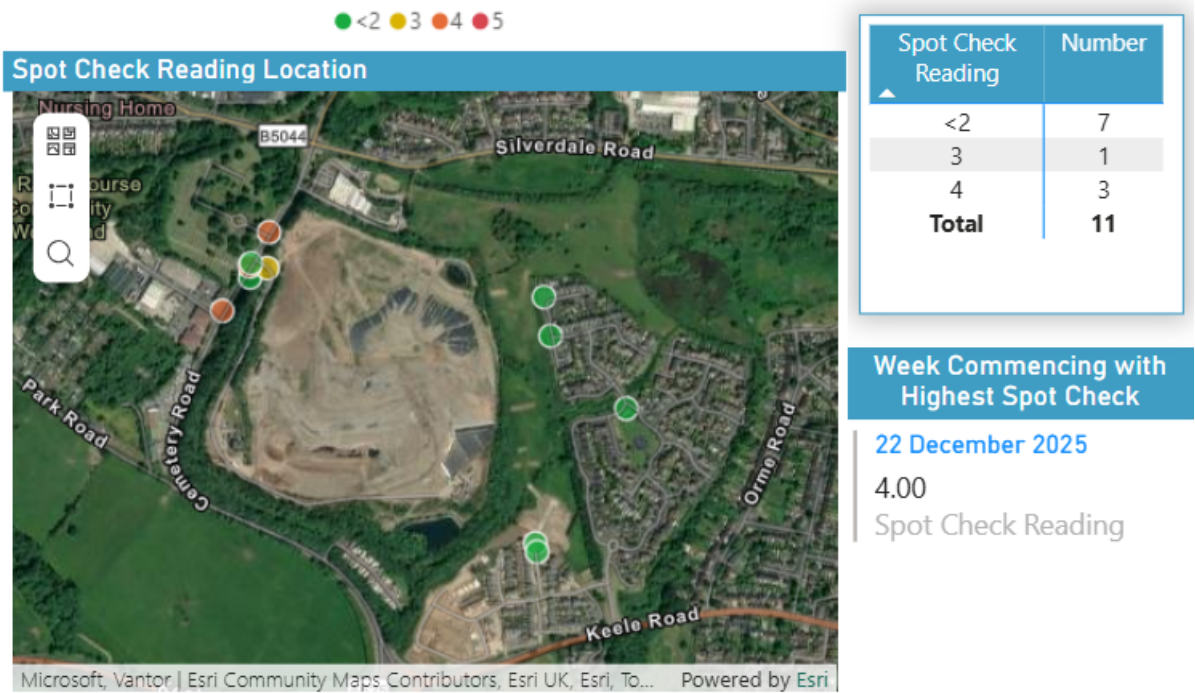 <2 3 4 5
Spot Check Reading Location
Nursing Home
B5044
Silverdale Road
Park Road
Cemetery Road
Orme Road
Keele Road
Microsoft, Vantor | Esri Community Maps Contributors, Esri UK, Esri, To... Powered by Esri
Spot Check Number
Reading
<2 7
3 1
4 3
Total 11
Week Commencing with
Highest Spot Check
22 December 2025
4.00
Spot Check Reading